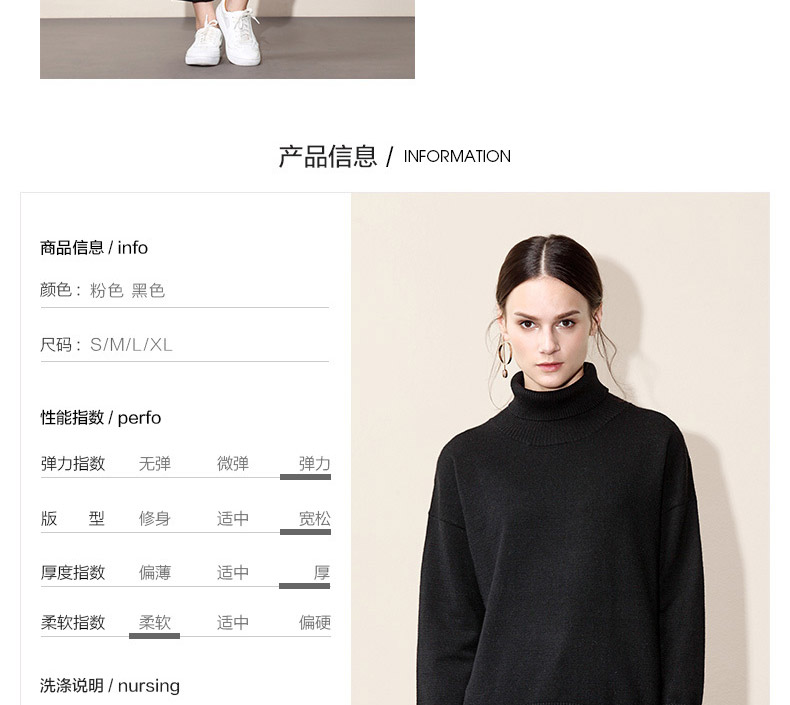 产品信息 / INFORMATION
商品信息 / info
颜色： 粉色 黑色
尺码： S/M/L/XL
性能指数 / perfo
弹力指数 无弹 微弹 弹力
版 型 修身 适中 宽松
厚度指数 偏薄 适中 厚
柔软指数 柔软 适中 偏硬
洗涤说明 / nursing